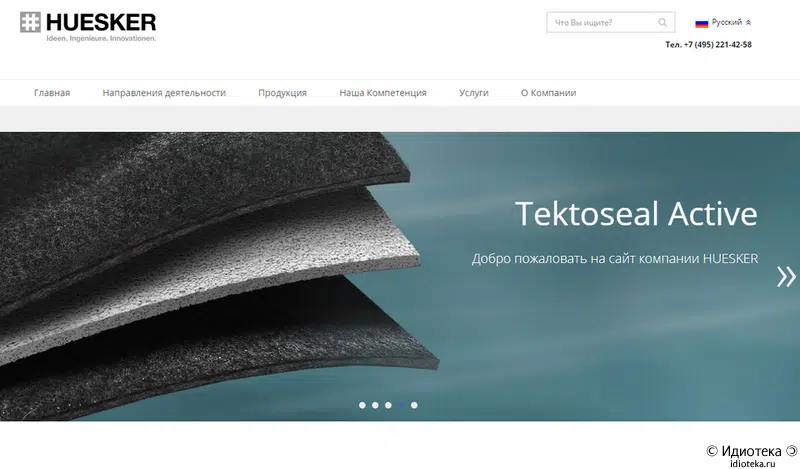 HUESKER
Ideen. Ingenieure. Innovationen.
Что Вы ищите?
Русский
Тел. +7 (495) 221-42-58
Главная Направления деятельности Продукция Наша Компетенция Услуги О Компании
Tektoseal Active
Добро пожаловать на сайт компании HUESKER
© Идиотека
idioteka.ru